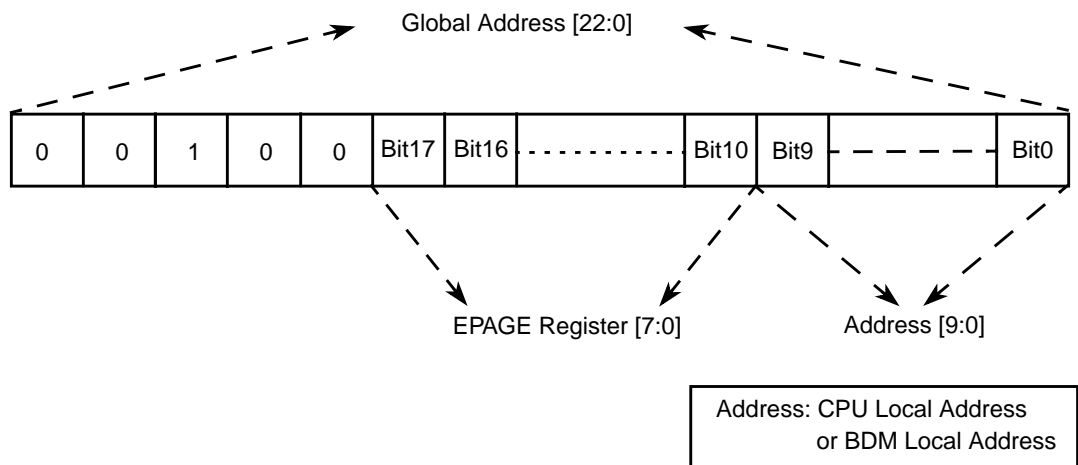 Global Address [22:0]
0 0 1 0 0 Bit17 Bit16 Bit10 Bit9 Bit0
EPAGE Register [7:0] Address [9:0]
Address: CPU Local Address
or BDM Local Address